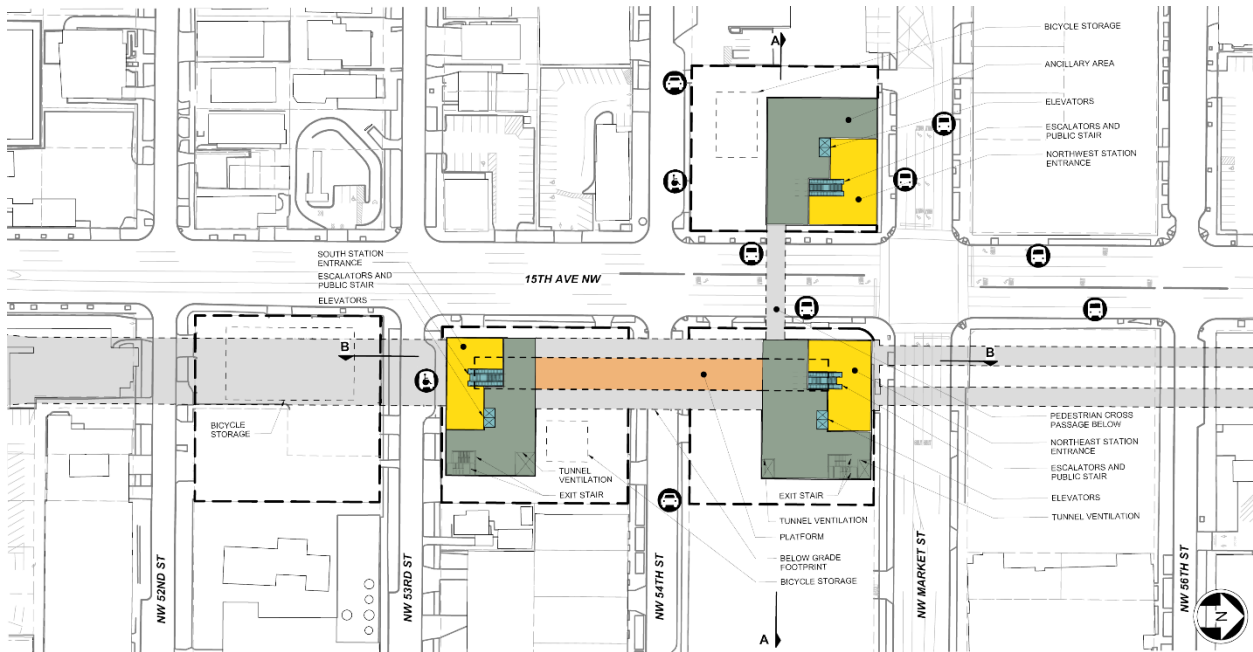 A
BICYCLE STORAGE
ANCILLARY AREA
ELEVATORS
ESCALATORS AND
PUBLIC STAIR
NORTHWEST STATION
ENTRANCE
SOUTH STATION
ENTRANCE
ESCALATORS AND
PUBLIC STAIR
ELEVATORS
15TH AVE NW
B
B
BICYCLE
STORAGE
TUNNEL
VENTILATION
EXIT STAIR
EXIT STAIR
TUNNEL VENTILATION
PLATFORM
BELOW GRADE
FOOTPRINT
BICYCLE STORAGE
PEDESTRIAN CROSS
PASSAGE BELOW
NORTHEAST STATION
ENTRANCE
ESCALATORS AND
PUBLIC STAIR
ELEVATORS
TUNNEL VENTILATION
NW 52ND ST
NW 53RD ST
NW 54TH ST
NW MARKET ST
NW 56TH ST
A
N